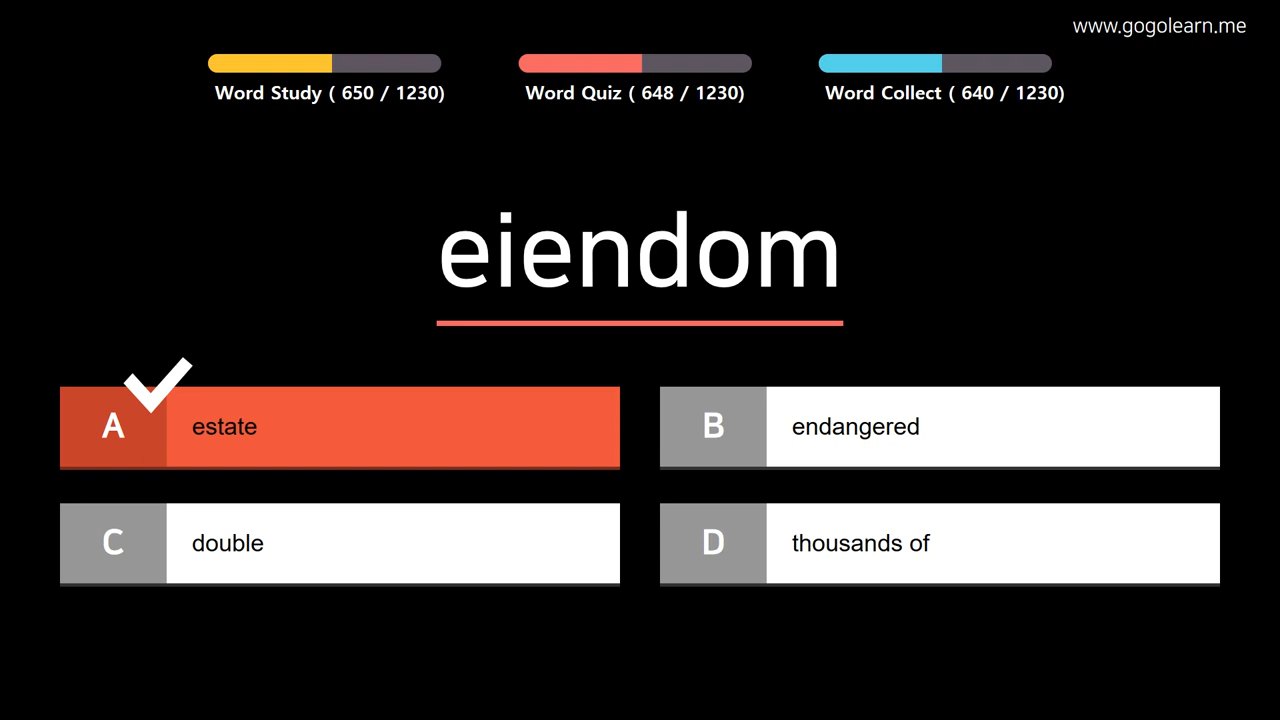 www.gogolearn.me
Word Study ( 650 / 1230)
Word Quiz ( 648 / 1230)
Word Collect ( 640 / 1230)
eiendom
A estate
B endangered
C double
D thousands of